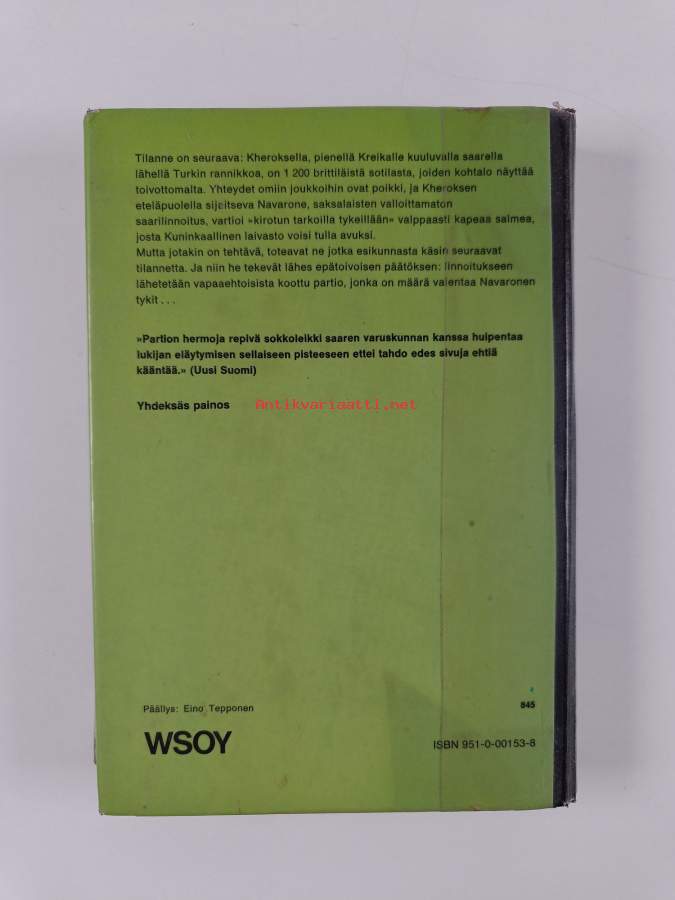 Tilanne on seuraava: Kheroksella, pienellä Kreikalle kuuluvalla saarella
lähellä Turkin rannikkoa, on 1 200 brittiläistä sotilasta, joiden kohtalo näyttää
toivottomalta. Yhteydet omiin joukkoihin ovat poikki, ja Kheroksen
eteläpuolella sijaitseva Navarone, saksalaisten valloittamaton
saarilinnoitus, vartioi »kirotun tarkoilla tykeillään» valppaasti kapeaa salmea,
josta Kuninkaallinen laivasto voisi tulla avuksi.
Mutta jotakin on tehtävä, toteavat ne jotka esikunnasta käsin seuraavat
tilannetta. Ja niin he tekevät lähes epätoivoisen päätöksen: linnoitukseen
lähetetään vapaaehtoisista koottu partio, jonka on määrä vaientaa Navaronen
tykit . . .
»Partion hermoja repivä sokkoleikki saaren varuskunnan kanssa huipentaa
lukijan eläytymisen sellaiseen pisteeseen ettei tahdo edes sivuja ehtiä
kääntää.» (Uusi Suomi)
Yhdeksäs painos
Antikvariaatti.net
Päällys: Eino Tepponen
845
WSOY
ISBN 951-0-00153-8